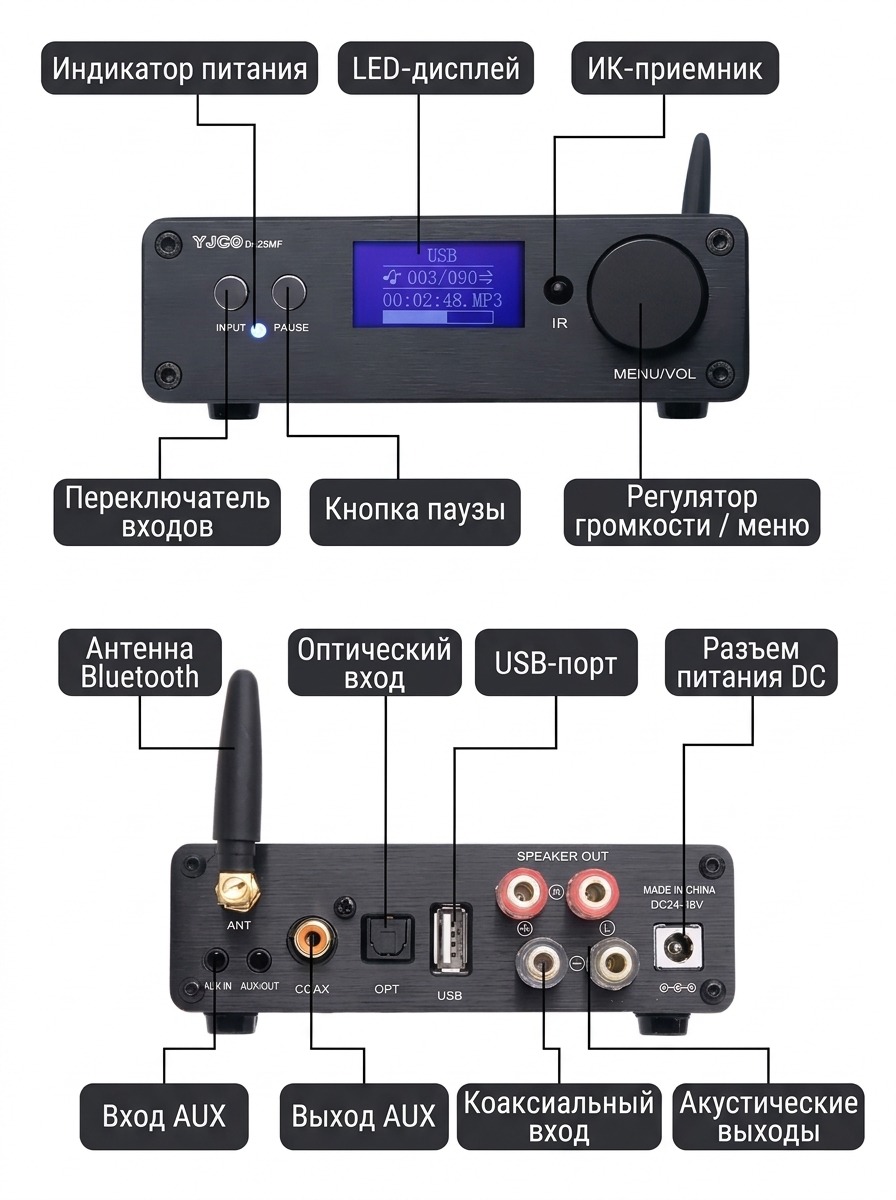 Индикатор питания
LED-дисплей
ИК-приемник
YJCO
USB
003/090
00:02:48.MP3
INPUT
PAUSE
IR
MENU/VOL
Переключатель
входов
Кнопка паузы
Регулятор
громкости / меню
Антенна
Bluetooth
Оптический
вход
USB-порт
Разъем
питания DC
SPEAKER OUT
MADE IN CHINA
DC24-18V
R
L
ANT
AUX OUT
COAX
OPT
USB
Вход AUX
Выход AUX
Коаксиальный
вход
Акустические
выходы